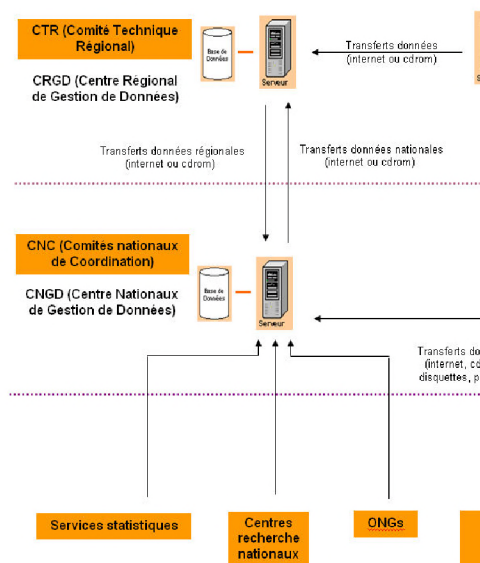 CTR (Comité Technique
Régional)
CRGD (Centre Régional
de Gestion de Données)
Base de
Données
Serveur
Transferts données
(internet ou cdrom)
Transferts données régionales
(internet ou cdrom)
Transferts données nationales
(internet ou cdrom)
CNC (Comités nationaux
de Coordination)
CNGD (Centre Nationaux
de Gestion de Données)
Base de
Données
Serveur
Transferts
(internet,
disquettes,
Services statistiques
Centres
recherche
nationaux
ONGs